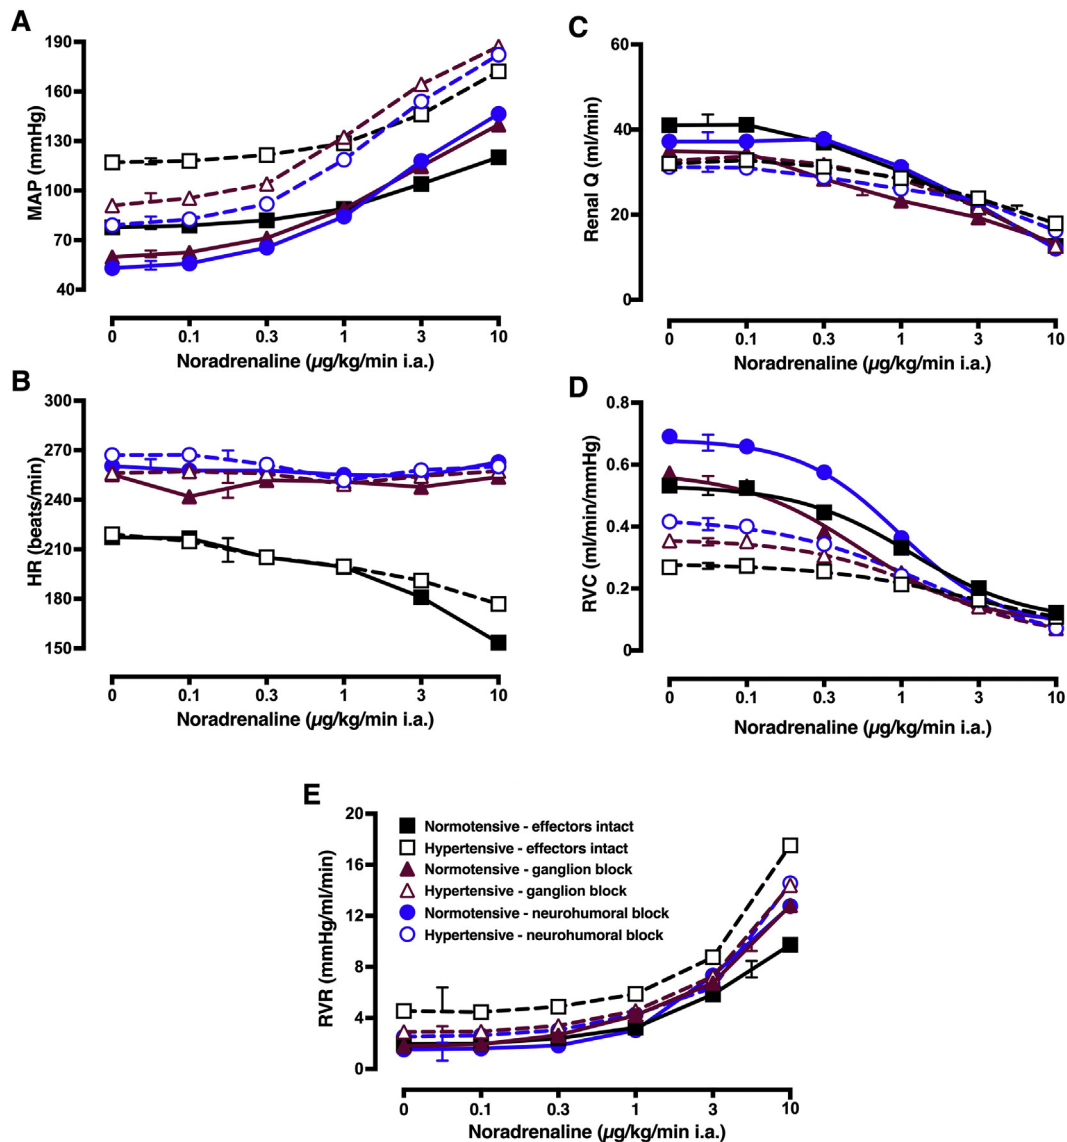 A
MAP (mmHg)
190
160
130
100
70
40
0 0.1 0.3 1 3 10
Noradrenaline (µg/kg/min i.a.)
B
HR (beats/min)
300
270
240
210
180
150
0 0.1 0.3 1 3 10
Noradrenaline (µg/kg/min i.a.)
C
Renal Q (ml/min)
60
40
20
0
0 0.1 0.3 1 3 10
Noradrenaline (µg/kg/min i.a.)
D
RVC (ml/min/mmHg)
0.8
0.6
0.4
0.2
0
0 0.1 0.3 1 3 10
Noradrenaline (µg/kg/min i.a.)
E
RVR (mmHg/ml/min)
20
16
12
8
4
0
Normotensive - effectors intact
Hypertensive - effectors intact
Normotensive - ganglion block
Hypertensive - ganglion block
Normotensive - neurohumoral block
Hypertensive - neurohumoral block
0 0.1 0.3 1 3 10
Noradrenaline (µg/kg/min i.a.)